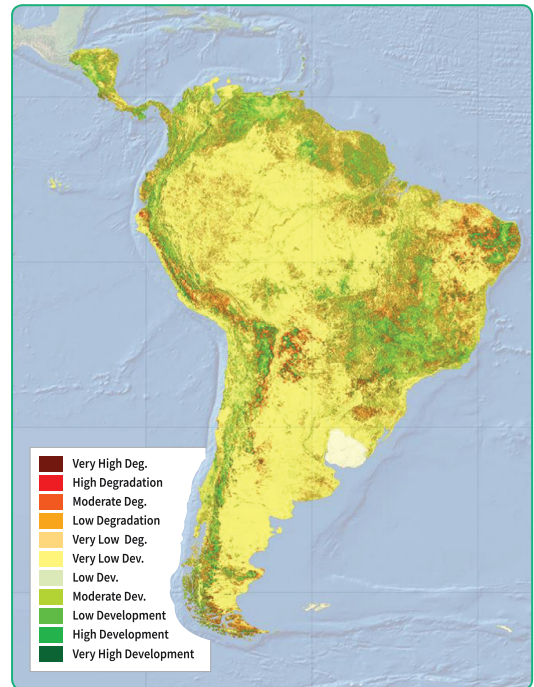 Very High Deg.
High Degradation
Moderate Deg.
Low Degradation
Very Low Deg.
Very Low Dev.
Low Dev.
Moderate Dev.
Low Development
High Development
Very High Development